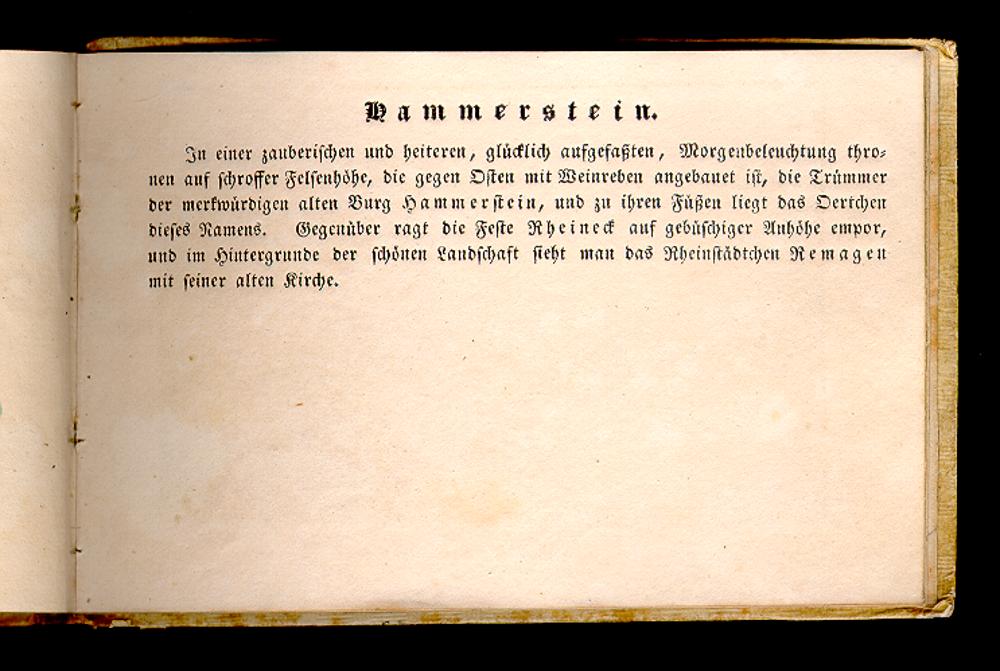 Hammerstein.
In einer zauberischen und heiteren, glücklich aufgefaßten, Morgenbeleuchtung thro-
nen auf schroffer Felsenhöhe, die gegen Osten mit Weinreben angebauet ist, die Trümmer
der merkwürdigen alten Burg Hammerstein, und zu ihren Füßen liegt das Oertchen
dieses Namens. Gegenüber ragt die Feste Rheineck auf gebüschiger Anhöhe empor,
und im Hintergrunde der schönen Landschaft sieht man das Rheinstädtchen Remagen
mit seiner alten Kirche.